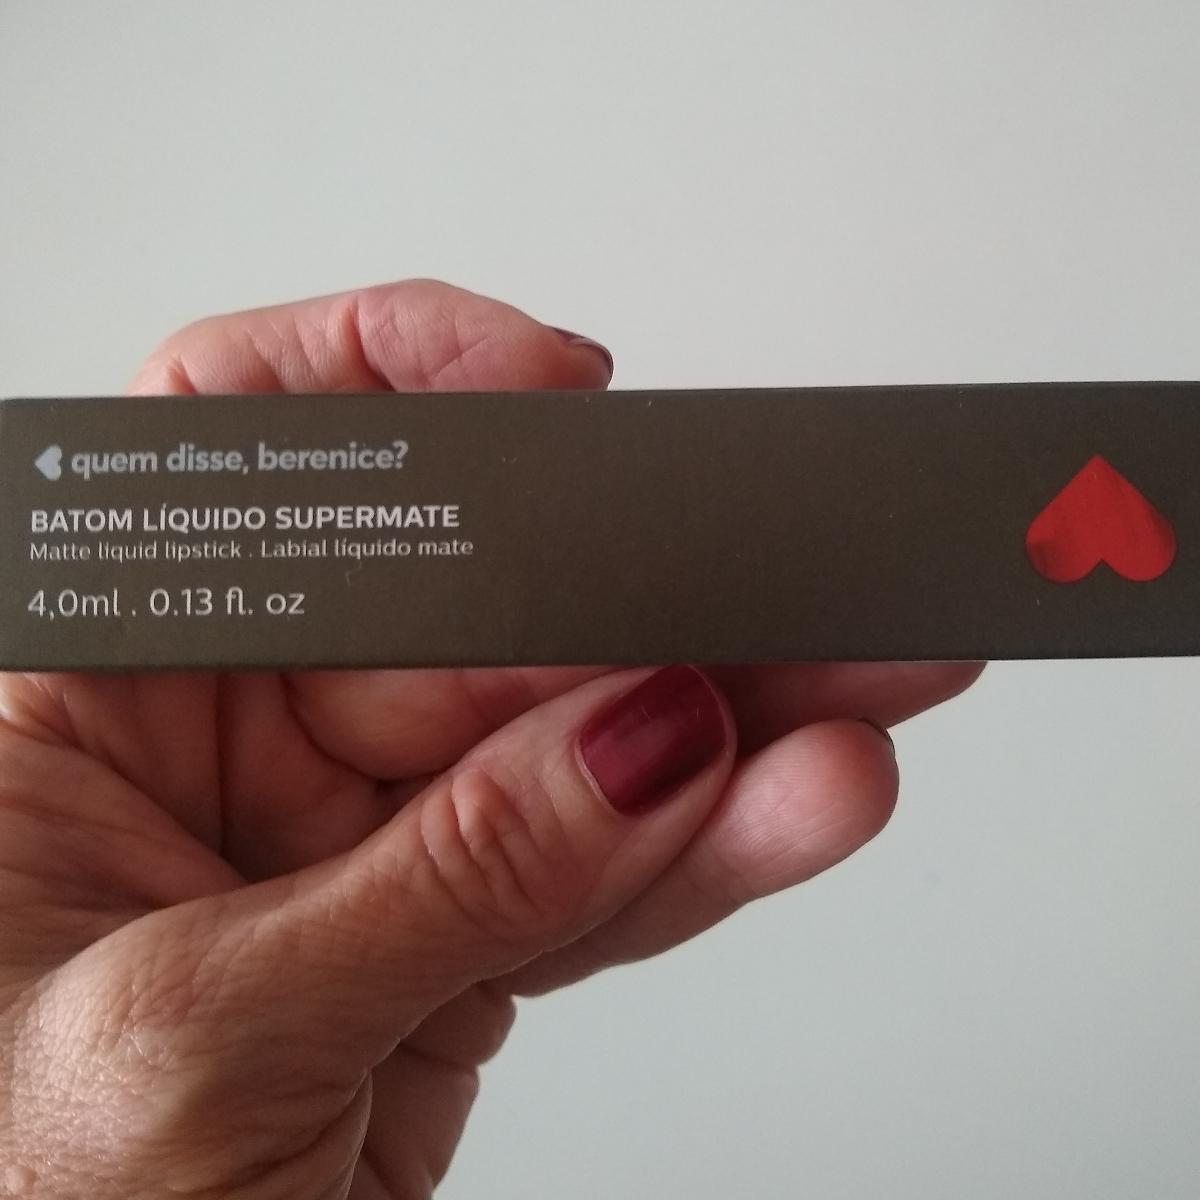 quem disse, berenice?
BATOM LÍQUIDO SUPERMATE
Matte liquid lipstick . Labial líquido mate
4,0ml . 0.13 fl. oz